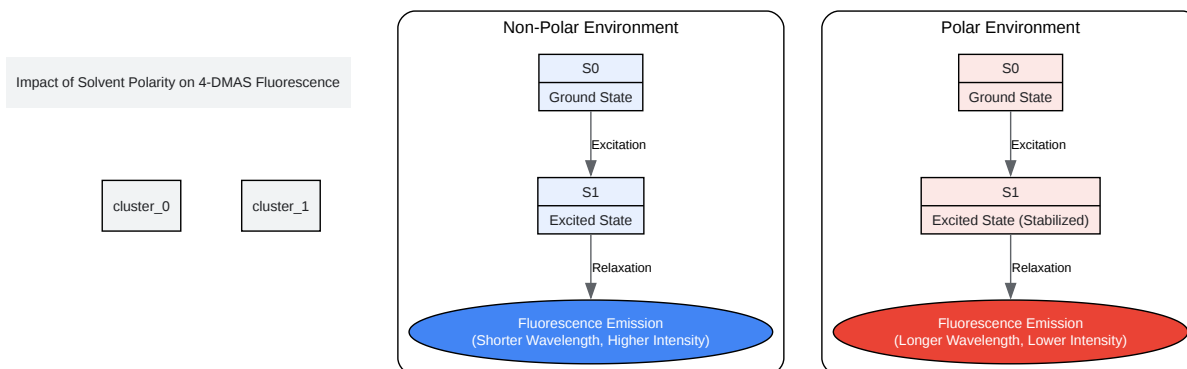 Impact of Solvent Polarity on 4-DMAS Fluorescence
cluster_0
cluster_1
Non-Polar Environment
S0
Ground State
Excitation
S1
Excited State
Relaxation
Fluorescence Emission
(Shorter Wavelength, Higher Intensity)
Polar Environment
S0
Ground State
Excitation
S1
Excited State (Stabilized)
Relaxation
Fluorescence Emission
(Longer Wavelength, Lower Intensity)